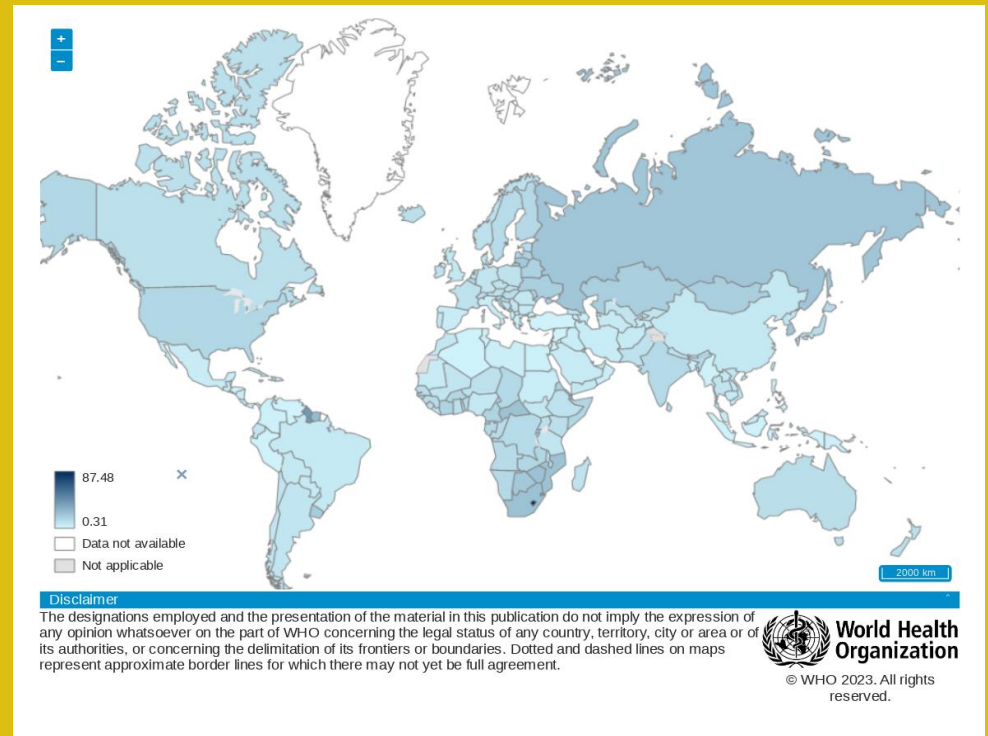 +
−
87.48
0.31
Data not available
Not applicable
2000 km
Disclaimer
The designations employed and the presentation of the material in this publication do not imply the expression of
any opinion whatsoever on the part of WHO concerning the legal status of any country, territory, city or area or of
its authorities, or concerning the delimitation of its frontiers or boundaries. Dotted and dashed lines on maps
represent approximate border lines for which there may not yet be full agreement.
World Health
Organization
© WHO 2023. All rights
reserved.